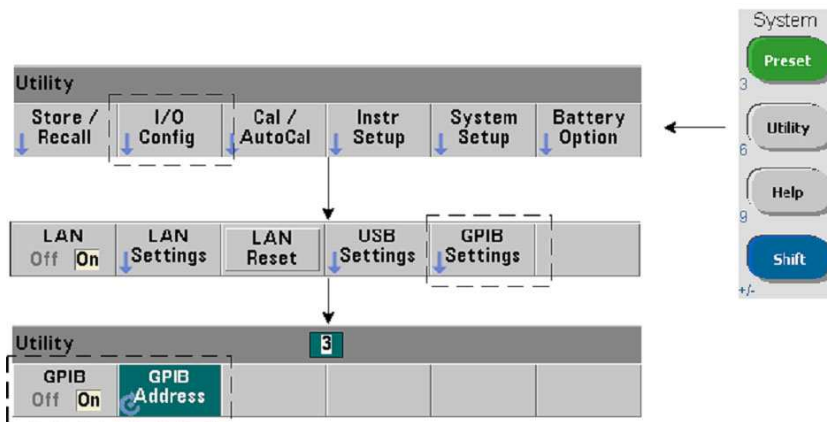 System
Preset
3
Utility
6
Help
9
Shift
+/-
Utility
Store /
Recall
I/O
Config
Cal /
AutoCal
Instr
Setup
System
Setup
Battery
Option
LAN
Off On
LAN
Settings
LAN
Reset
USB
Settings
GPIB
Settings
Utility
3
GPIB
Off On
GPIB
Address